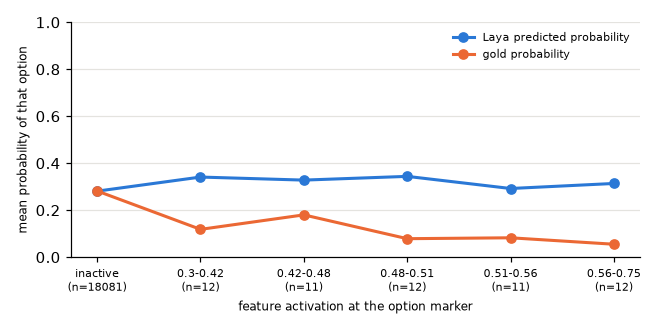 1.0
0.8
0.6
0.4
0.2
0.0
mean probability of that option
Laya predicted probability
gold probability
inactive
(n=18081)
0.3-0.42
(n=12)
0.42-0.48
(n=11)
0.48-0.51
(n=12)
0.51-0.56
(n=11)
0.56-0.75
(n=12)
feature activation at the option marker